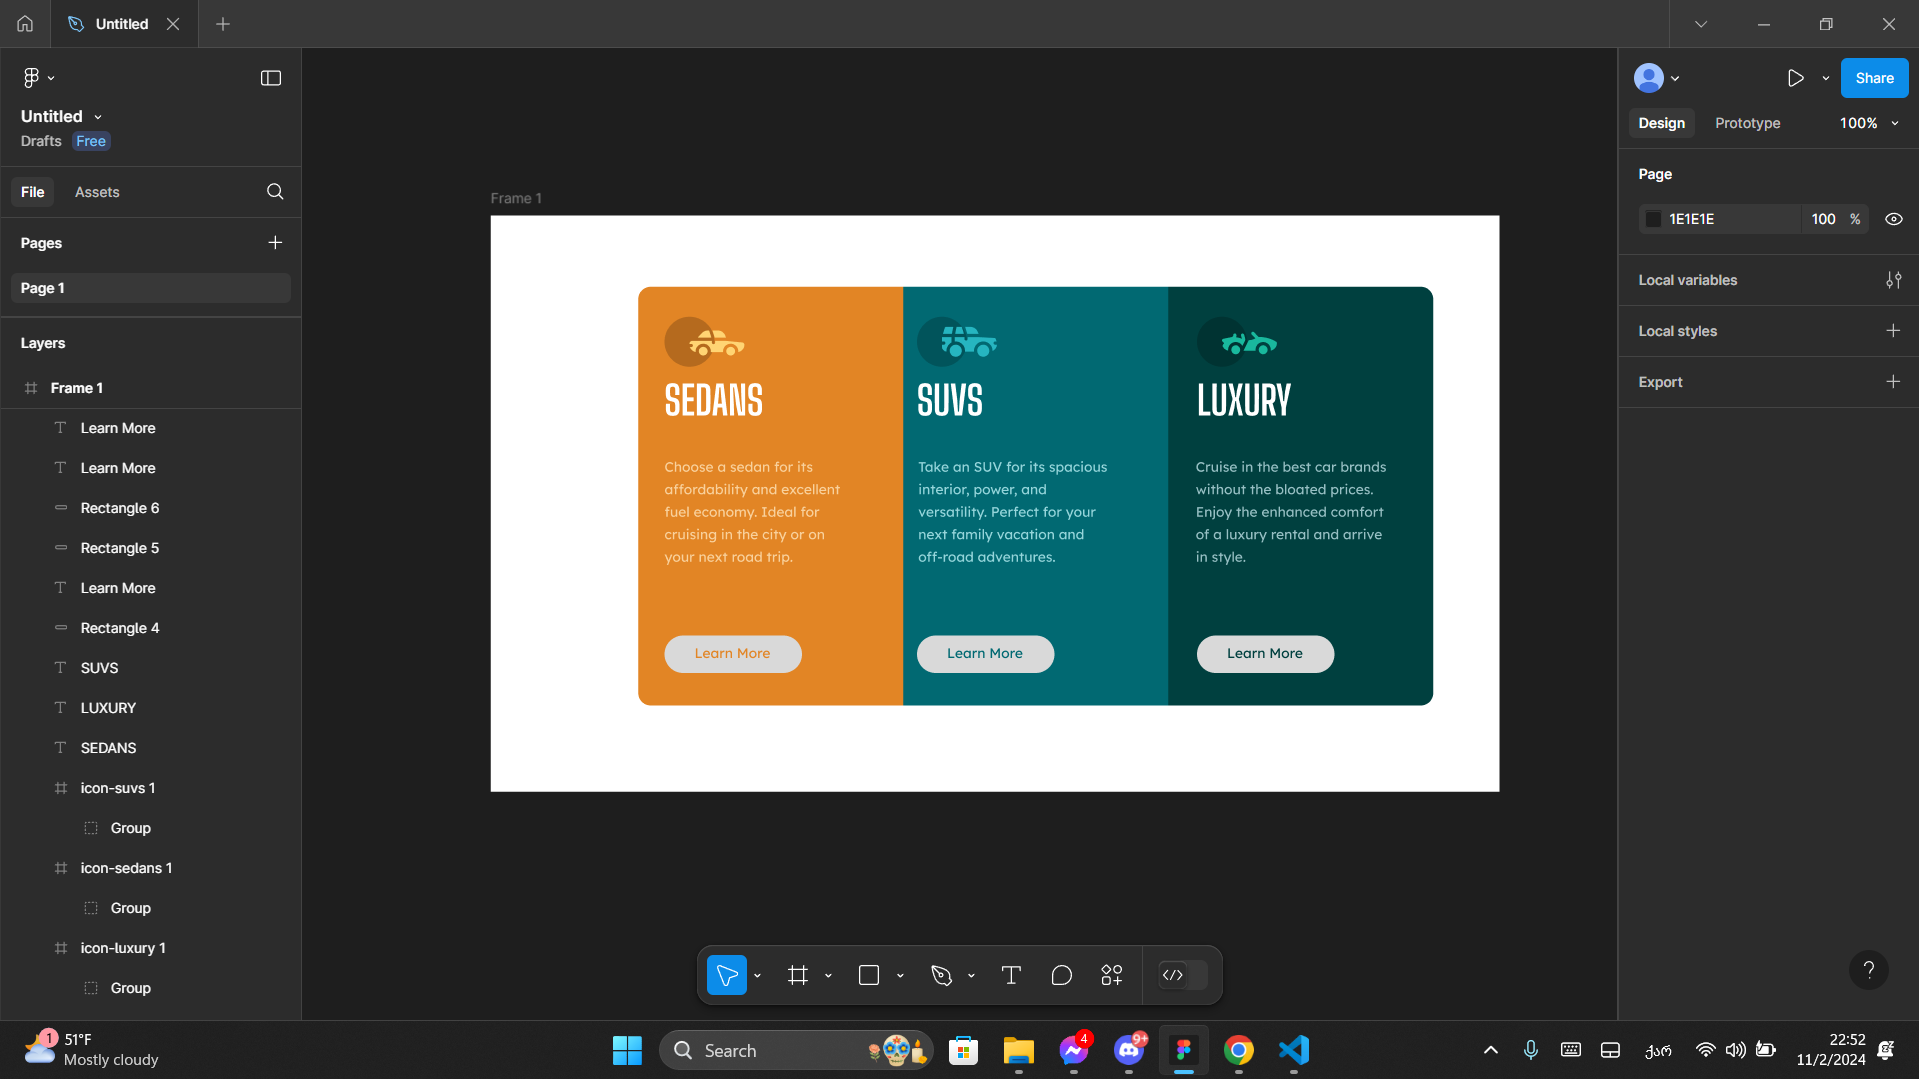 Untitled
Untitled
Drafts Free
File Assets
Pages
Page 1
Layers
Frame 1
Learn More
Learn More
Rectangle 6
Rectangle 5
Learn More
Rectangle 4
SUVS
LUXURY
SEDANS
icon-suvs 1
Group
icon-sedans 1
Group
icon-luxury 1
Group
Frame 1
SEDANS
Choose a sedan for its
affordability and excellent
fuel economy. Ideal for
cruising in the city or on
your next road trip.
Learn More
SUVS
Take an SUV for its spacious
interior, power, and
versatility. Perfect for your
next family vacation and
off-road adventures.
Learn More
LUXURY
Cruise in the best car brands
without the bloated prices.
Enjoy the enhanced comfort
of a luxury rental and arrive
in style.
Learn More
Share
Design Prototype 100%
Page
1E1E1E 100 %
Local variables
Local styles
Export
?
1
51°F
Mostly cloudy
Search
4
9+
ქარ
22:52
11/2/2024